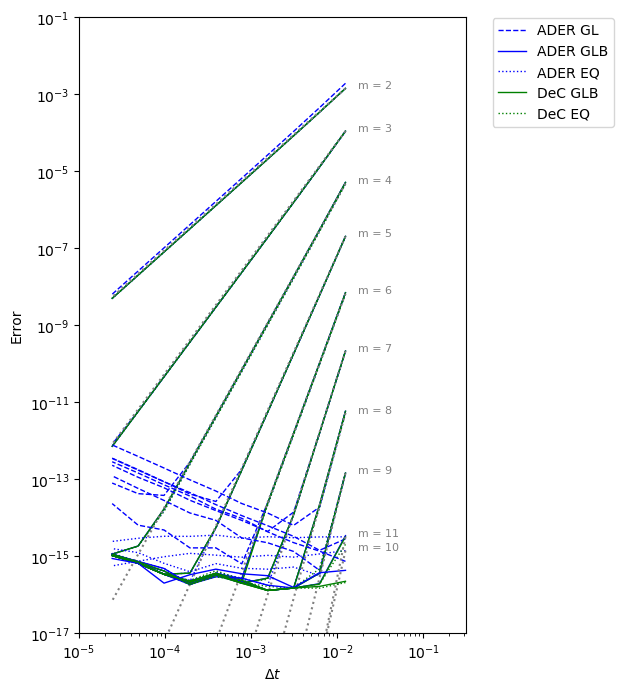 10⁻¹
ADER GL
ADER GLB
ADER EQ
DeC GLB
DeC EQ
m = 2
10⁻³
m = 3
10⁻⁵
m = 4
m = 5
10⁻⁷
m = 6
Error
10⁻⁹
m = 7
10⁻¹¹
m = 8
m = 9
10⁻¹³
m = 11
m = 10
10⁻¹⁵
10⁻¹⁷
10⁻⁵ 10⁻⁴ 10⁻³ 10⁻² 10⁻¹
Δt